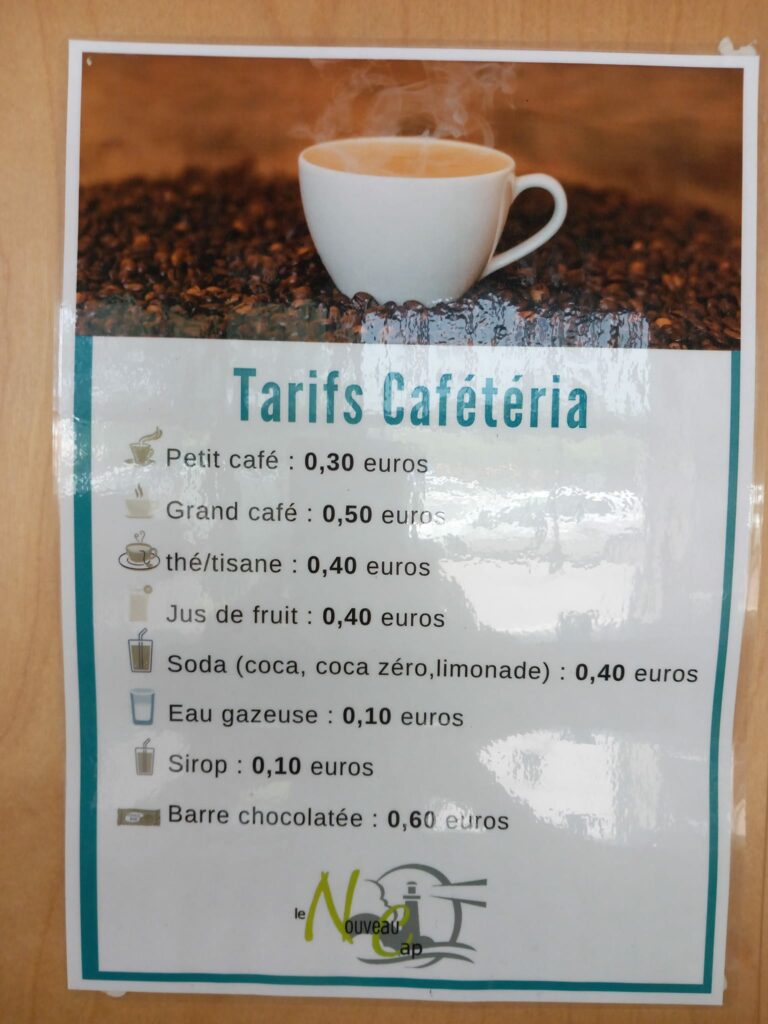 Tarifs Cafétéria
Petit café : 0,30 euros
Grand café : 0,50 euros
thé/tisane : 0,40 euros
Jus de fruit : 0,40 euros
Soda (coca, coca zéro,limonade) : 0,40 euros
Eau gazeuse : 0,10 euros
Sirop : 0,10 euros
Barre chocolatée : 0,60 euros
le Nouveau
Cap